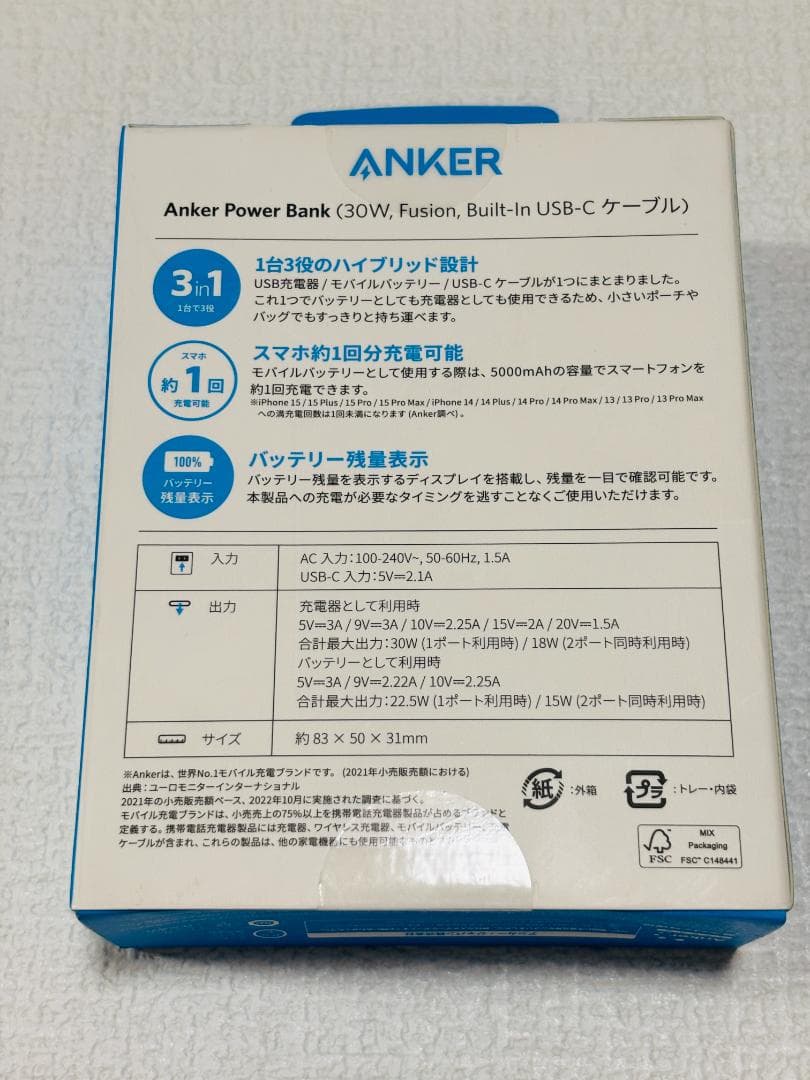 ANKER
Anker Power Bank (30W, Fusion, Built-In USB-C ケーブル)
3in1
1台で3役
1台3役のハイブリッド設計
USB充電器 / モバイルバッテリー / USB-C ケーブルが1つにまとまりました。
これ1つでバッテリーとしても充電器としても使用できるため、小さいポーチや
バッグでもすっきりと持ち運べます。
スマホ
約1回
充電可能
スマホ約1回分充電可能
モバイルバッテリーとして使用する際は、5000mAhの容量でスマートフォンを
約1回充電できます。
※iPhone 15 / 15 Plus / 15 Pro / 15 Pro Max / iPhone 14 / 14 Plus / 14 Pro / 14 Pro Max / 13 / 13 Pro / 13 Pro Max
への満充電回数は1回未満になります (Anker調べ) 。
100%
バッテリー
残量表示
バッテリー残量表示
バッテリー残量を表示するディスプレイを搭載し、残量を一目で確認可能です。
本製品への充電が必要なタイミングを逃すことなくご使用いただけます。
入力
AC 入力:100-240V~, 50-60Hz, 1.5A
USB-C 入力:5V⎓2.1A
出力
充電器として利用時
5V⎓3A / 9V⎓3A / 10V⎓2.25A / 15V⎓2A / 20V⎓1.5A
合計最大出力:30W (1ポート利用時) / 18W (2ポート同時利用時)
バッテリーとして利用時
5V⎓3A / 9V⎓2.22A / 10V⎓2.25A
合計最大出力:22.5W (1ポート利用時) / 15W (2ポート同時利用時)
サイズ
約 83 × 50 × 31mm
※Ankerは、世界No.1モバイル充電ブランドです。 (2021年小売販売額における)
出典 : ユーロモニターインターナショナル
2021年の小売販売額ベース、2022年10月に実施された調査に基づく。
モバイル充電ブランドは、小売売上の75%以上を携帯電話充電器製品が占めるブランドと
定義する。携帯電話充電器製品には充電器、ワイヤレス充電器、モバイルバッテリー、
ケーブルが含まれ、これらの製品は、他の家電機器にも使用可能
紙 :外箱
プラ :トレー・内袋
FSC
MIX
Packaging
FSC™ C148441